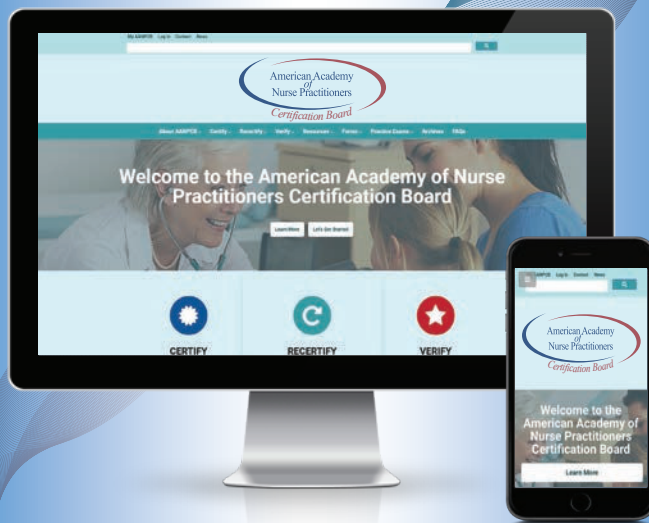 My AANPCB Log In Contact News
American Academy
of
Nurse Practitioners
Certification Board
About AANPCB Certify Recertify Verify Resources Forms Practice Exams Archives FAQs
Welcome to the American Academy of Nurse
Practitioners Certification Board
Learn More Let's Get Started
CERTIFY RECERTIFY VERIFY
AANPCB Log In Contact News
American Academy
of
Nurse Practitioners
Certification Board
Welcome to the
American Academy of
Nurse Practitioners
Certification Board
Learn More